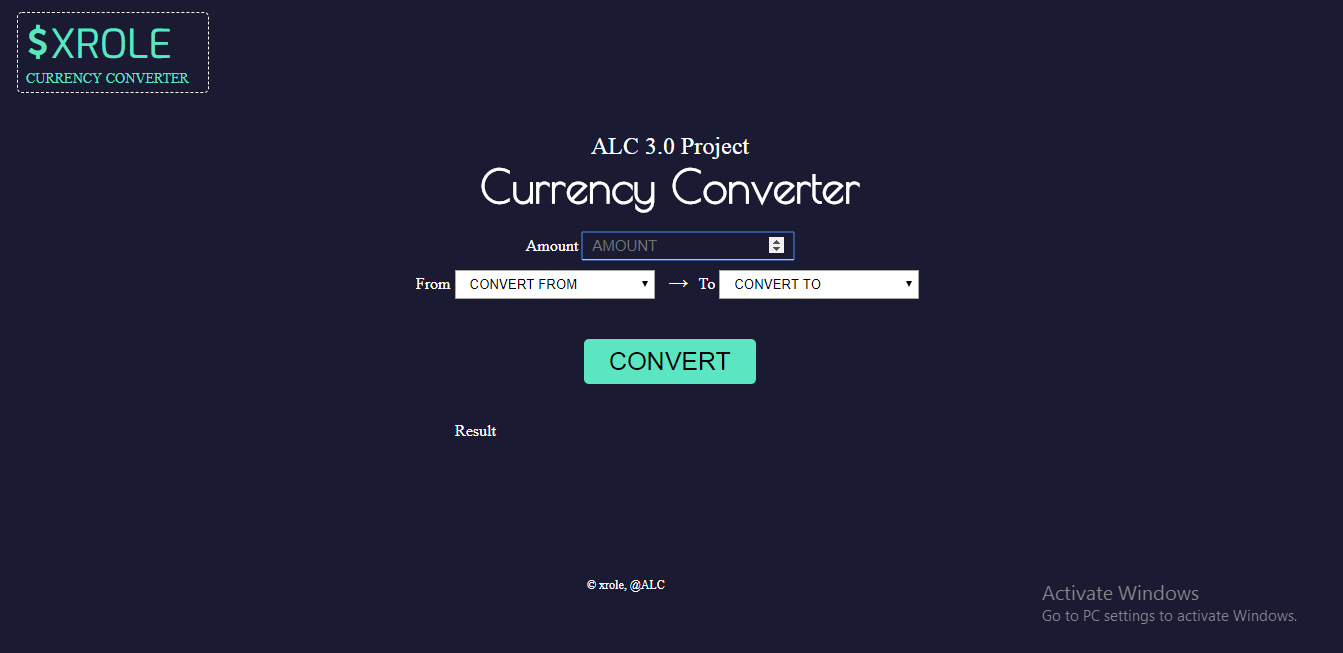 $XROLE
CURRENCY CONVERTER
ALC 3.0 Project
Currency Converter
Amount AMOUNT
From CONVERT FROM → To CONVERT TO
CONVERT
Result
© xrole, @ALC
Activate Windows
Go to PC settings to activate Windows.